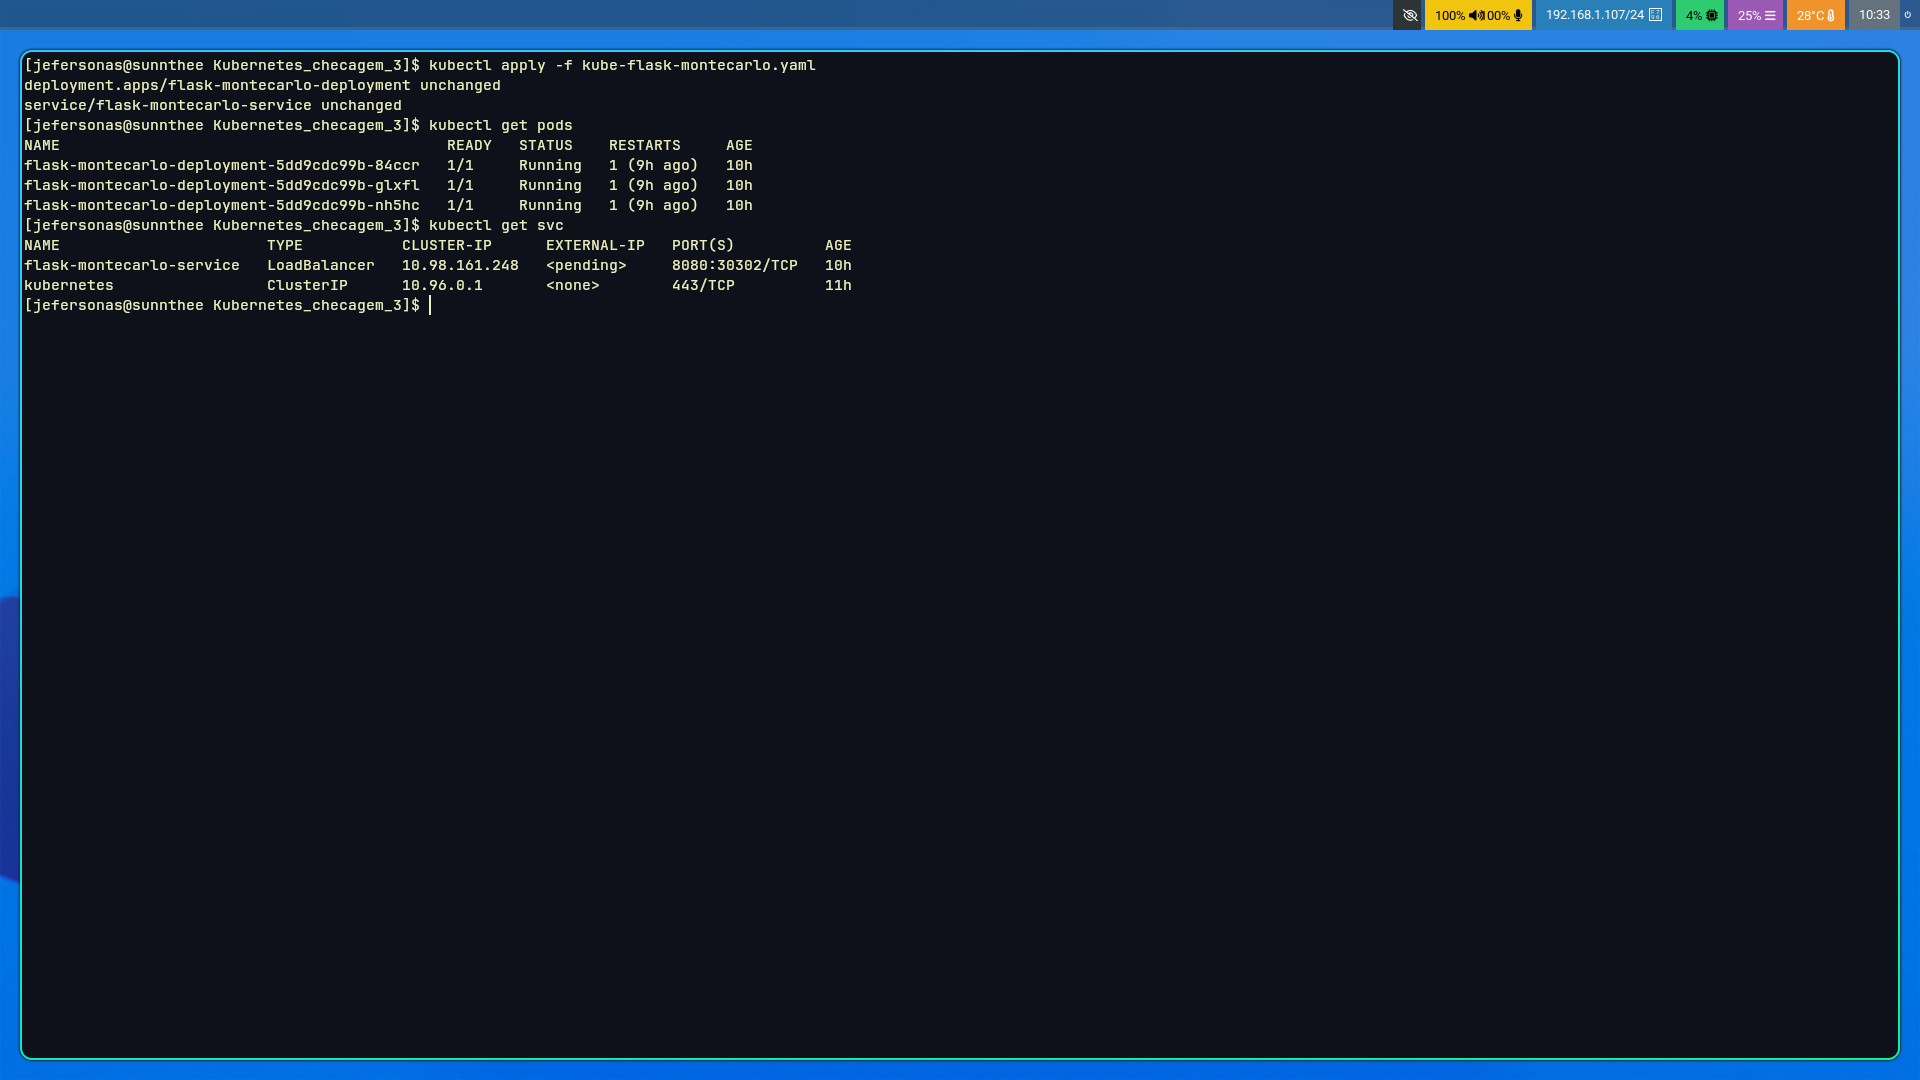 100% 00% 192.168.1.107/24 4% 25% 28°C 10:33
[jefersonas@sunnthee Kubernetes_checagem_3]$ kubectl apply -f kube-flask-montecarlo.yaml
deployment.apps/flask-montecarlo-deployment unchanged
service/flask-montecarlo-service unchanged
[jefersonas@sunnthee Kubernetes_checagem_3]$ kubectl get pods
NAME READY STATUS RESTARTS AGE
flask-montecarlo-deployment-5dd9cdc99b-84ccr 1/1 Running 1 (9h ago) 10h
flask-montecarlo-deployment-5dd9cdc99b-glxfl 1/1 Running 1 (9h ago) 10h
flask-montecarlo-deployment-5dd9cdc99b-nh5hc 1/1 Running 1 (9h ago) 10h
[jefersonas@sunnthee Kubernetes_checagem_3]$ kubectl get svc
NAME TYPE CLUSTER-IP EXTERNAL-IP PORT(S) AGE
flask-montecarlo-service LoadBalancer 10.98.161.248 <pending> 8080:30302/TCP 10h
kubernetes ClusterIP 10.96.0.1 <none> 443/TCP 11h
[jefersonas@sunnthee Kubernetes_checagem_3]$